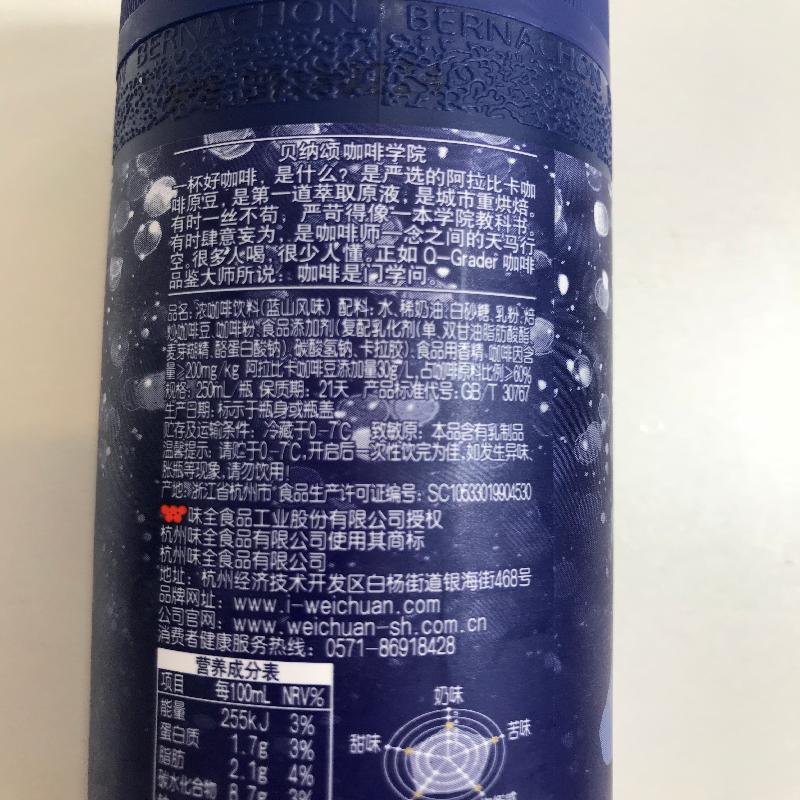 BERNACHON BERNACHON
贝纳颂咖啡学院
一杯好咖啡，是什么？是严选的阿拉比卡咖
啡原豆，是第一道萃取原液，是城市重烘焙。
有时一丝不苟，严苛得像一本学院教科书。
有时肆意妄为，是咖啡师一念之间的天马行
空。很多人喝，很少人懂。正如 Q-Grader 咖啡
品鉴大师所说：咖啡是门学问。
品名：浓咖啡饮料(蓝山风味) 配料：水、稀奶油、白砂糖、乳粉、焙
炒咖啡豆、咖啡粉、食品添加剂(复配乳化剂(单，双甘油脂肪酸酯、
麦芽糊精、酪蛋白酸钠)、碳酸氢钠、卡拉胶)、食品用香精、咖啡因含
量≥200mg/kg 阿拉比卡咖啡豆添加量30g/L，占咖啡原料比例>60%
规格：250mL/瓶 保质期：21天 产品标准代号：GB/T 30767
生产日期：标示于瓶身或瓶盖
贮存及运输条件：冷藏于0-7℃ 致敏原：本品含有乳制品
温馨提示：请贮于0-7℃，开启后一次性饮完为佳，如发生异味、
胀瓶等现象，请勿饮用！
产地：浙江省杭州市 食品生产许可证编号：SC10533019904530
味全食品工业股份有限公司授权
杭州味全食品有限公司使用其商标
杭州味全食品有限公司
地址：杭州经济技术开发区白杨街道银海街468号
品牌网址：www.i-weichuan.com
公司官网：www.weichuan-sh.com.cn
消费者健康服务热线：0571-86918428
营养成分表
项目 每100mL NRV%
能量 255kJ 3%
蛋白质 1.7g 3%
脂肪 2.1g 4%
碳水化合物 8.7g 3%
奶味
苦味
甜味